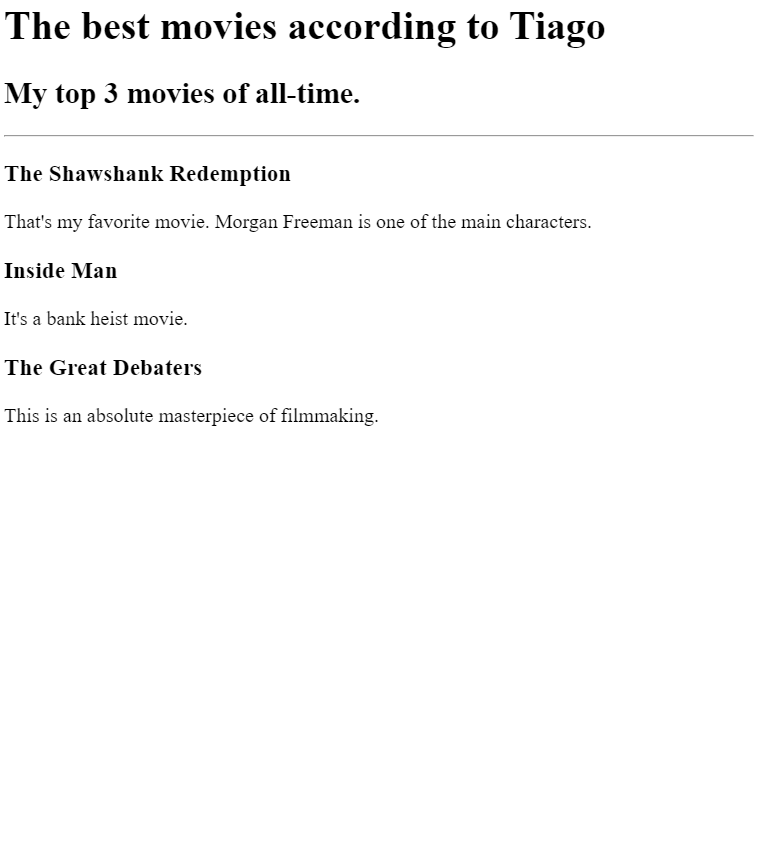 The best movies according to Tiago
My top 3 movies of all-time.
The Shawshank Redemption
That's my favorite movie. Morgan Freeman is one of the main characters.
Inside Man
It's a bank heist movie.
The Great Debaters
This is an absolute masterpiece of filmmaking.